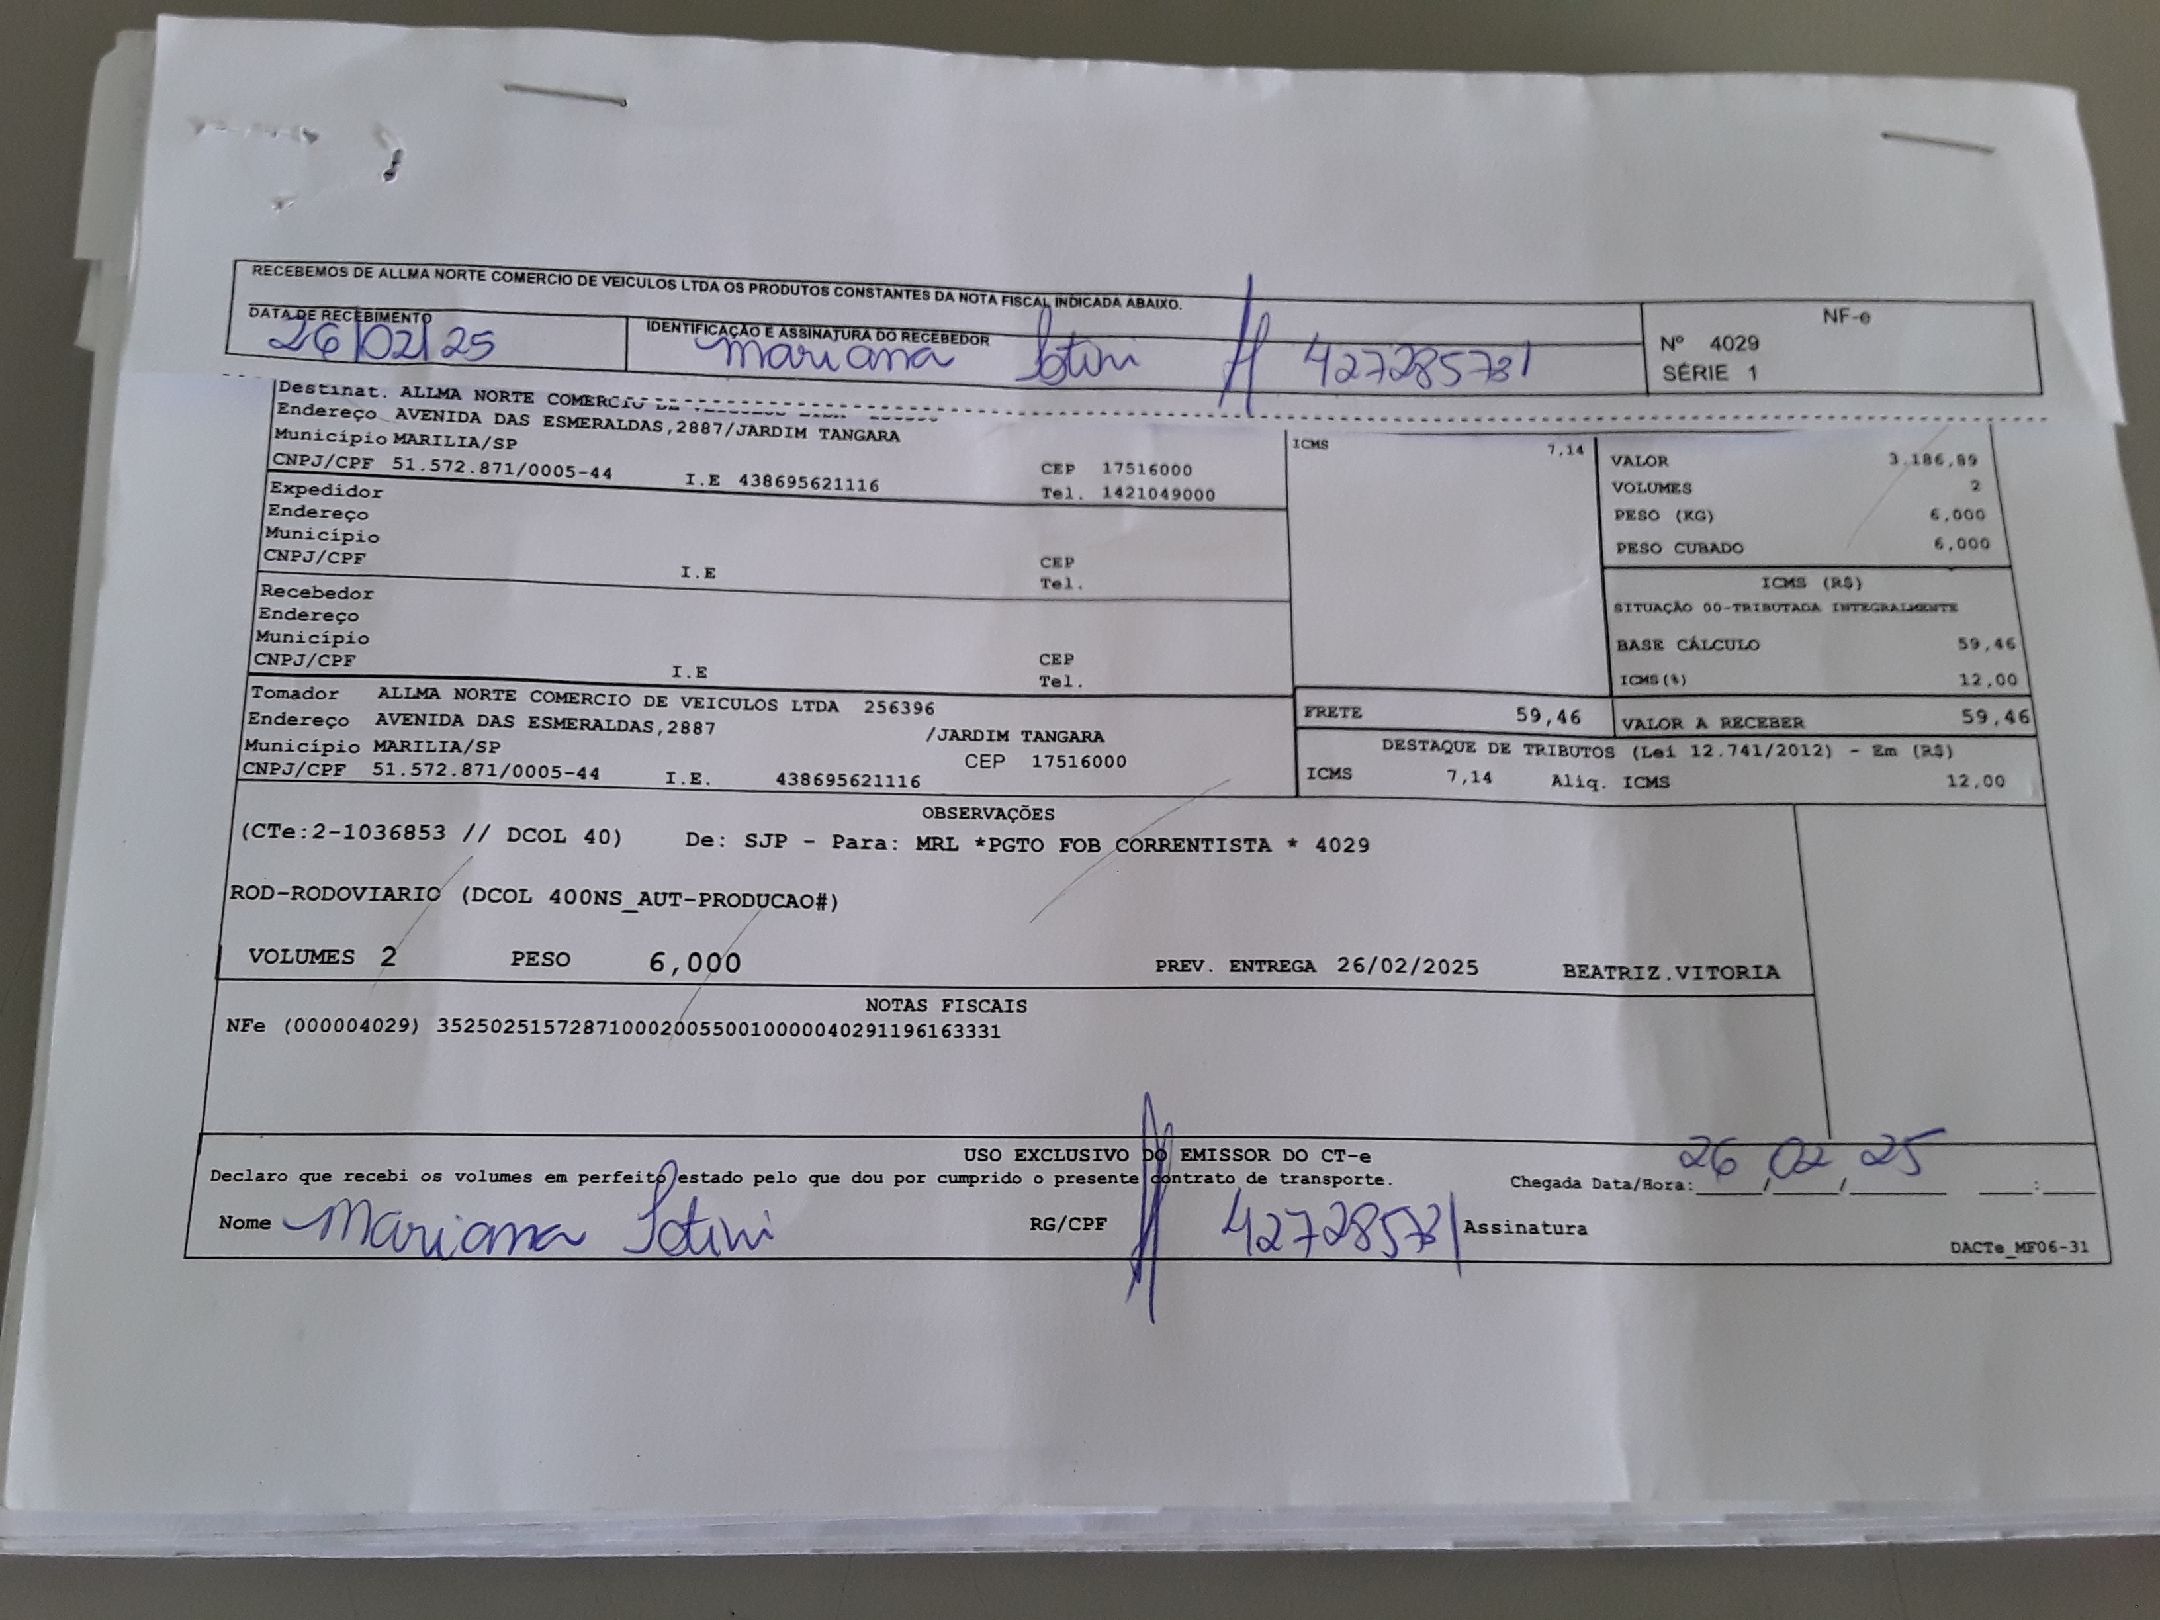 RECEBEMOS DE ALLMA NORTE COMERCIO DE VEICULOS LTDA OS PRODUTOS CONSTANTES DA NOTA FISCAL INDICADA ABAIXO.
DATA DE RECEBIMENTO
26/02/25
IDENTIFICAÇÃO E ASSINATURA DO RECEBEDOR
Mariana Sotini 427285731
NF-e
Nº 4029
SÉRIE 1
Destinat. ALLMA NORTE COMERCIO DE
Endereço AVENIDA DAS ESMERALDAS,2887/JARDIM TANGARA
Município MARILIA/SP
CNPJ/CPF 51.572.871/0005-44 I.E 438695621116
CEP 17516000
Tel. 1421049000
Expedidor
Endereço
Município
CNPJ/CPF I.E
CEP
Tel.
Recebedor
Endereço
Município
CNPJ/CPF I.E
CEP
Tel.
ICMS 7,14
VALOR 3.186,89
VOLUMES 2
PESO (KG) 6,000
PESO CUBADO 6,000
ICMS (R$)
SITUAÇÃO 00-TRIBUTADA INTEGRALMENTE
BASE CÁLCULO 59,46
ICMS(%) 12,00
Tomador ALLMA NORTE COMERCIO DE VEICULOS LTDA 256396
Endereço AVENIDA DAS ESMERALDAS,2887 /JARDIM TANGARA
Município MARILIA/SP CEP 17516000
CNPJ/CPF 51.572.871/0005-44 I.E. 438695621116
FRETE 59,46 VALOR A RECEBER 59,46
DESTAQUE DE TRIBUTOS (Lei 12.741/2012) - Em (R$)
ICMS 7,14 Aliq. ICMS 12,00
OBSERVAÇÕES
(CTe:2-1036853 // DCOL 40) De: SJP - Para: MRL *PGTO FOB CORRENTISTA * 4029
ROD-RODOVIARIO (DCOL 400NS_AUT-PRODUCAO#)
VOLUMES 2 PESO 6,000 PREV. ENTREGA 26/02/2025 BEATRIZ.VITORIA
NOTAS FISCAIS
NFe (000004029) 35250251572871000200550010000040291196163331
USO EXCLUSIVO DO EMISSOR DO CT-e
Declaro que recebi os volumes em perfeito estado pelo que dou por cumprido o presente contrato de transporte.
Chegada Data/Hora: 26/02/25 __:__
Nome Mariana Sotini RG/CPF 427285731 Assinatura
DACTe_MF06-31